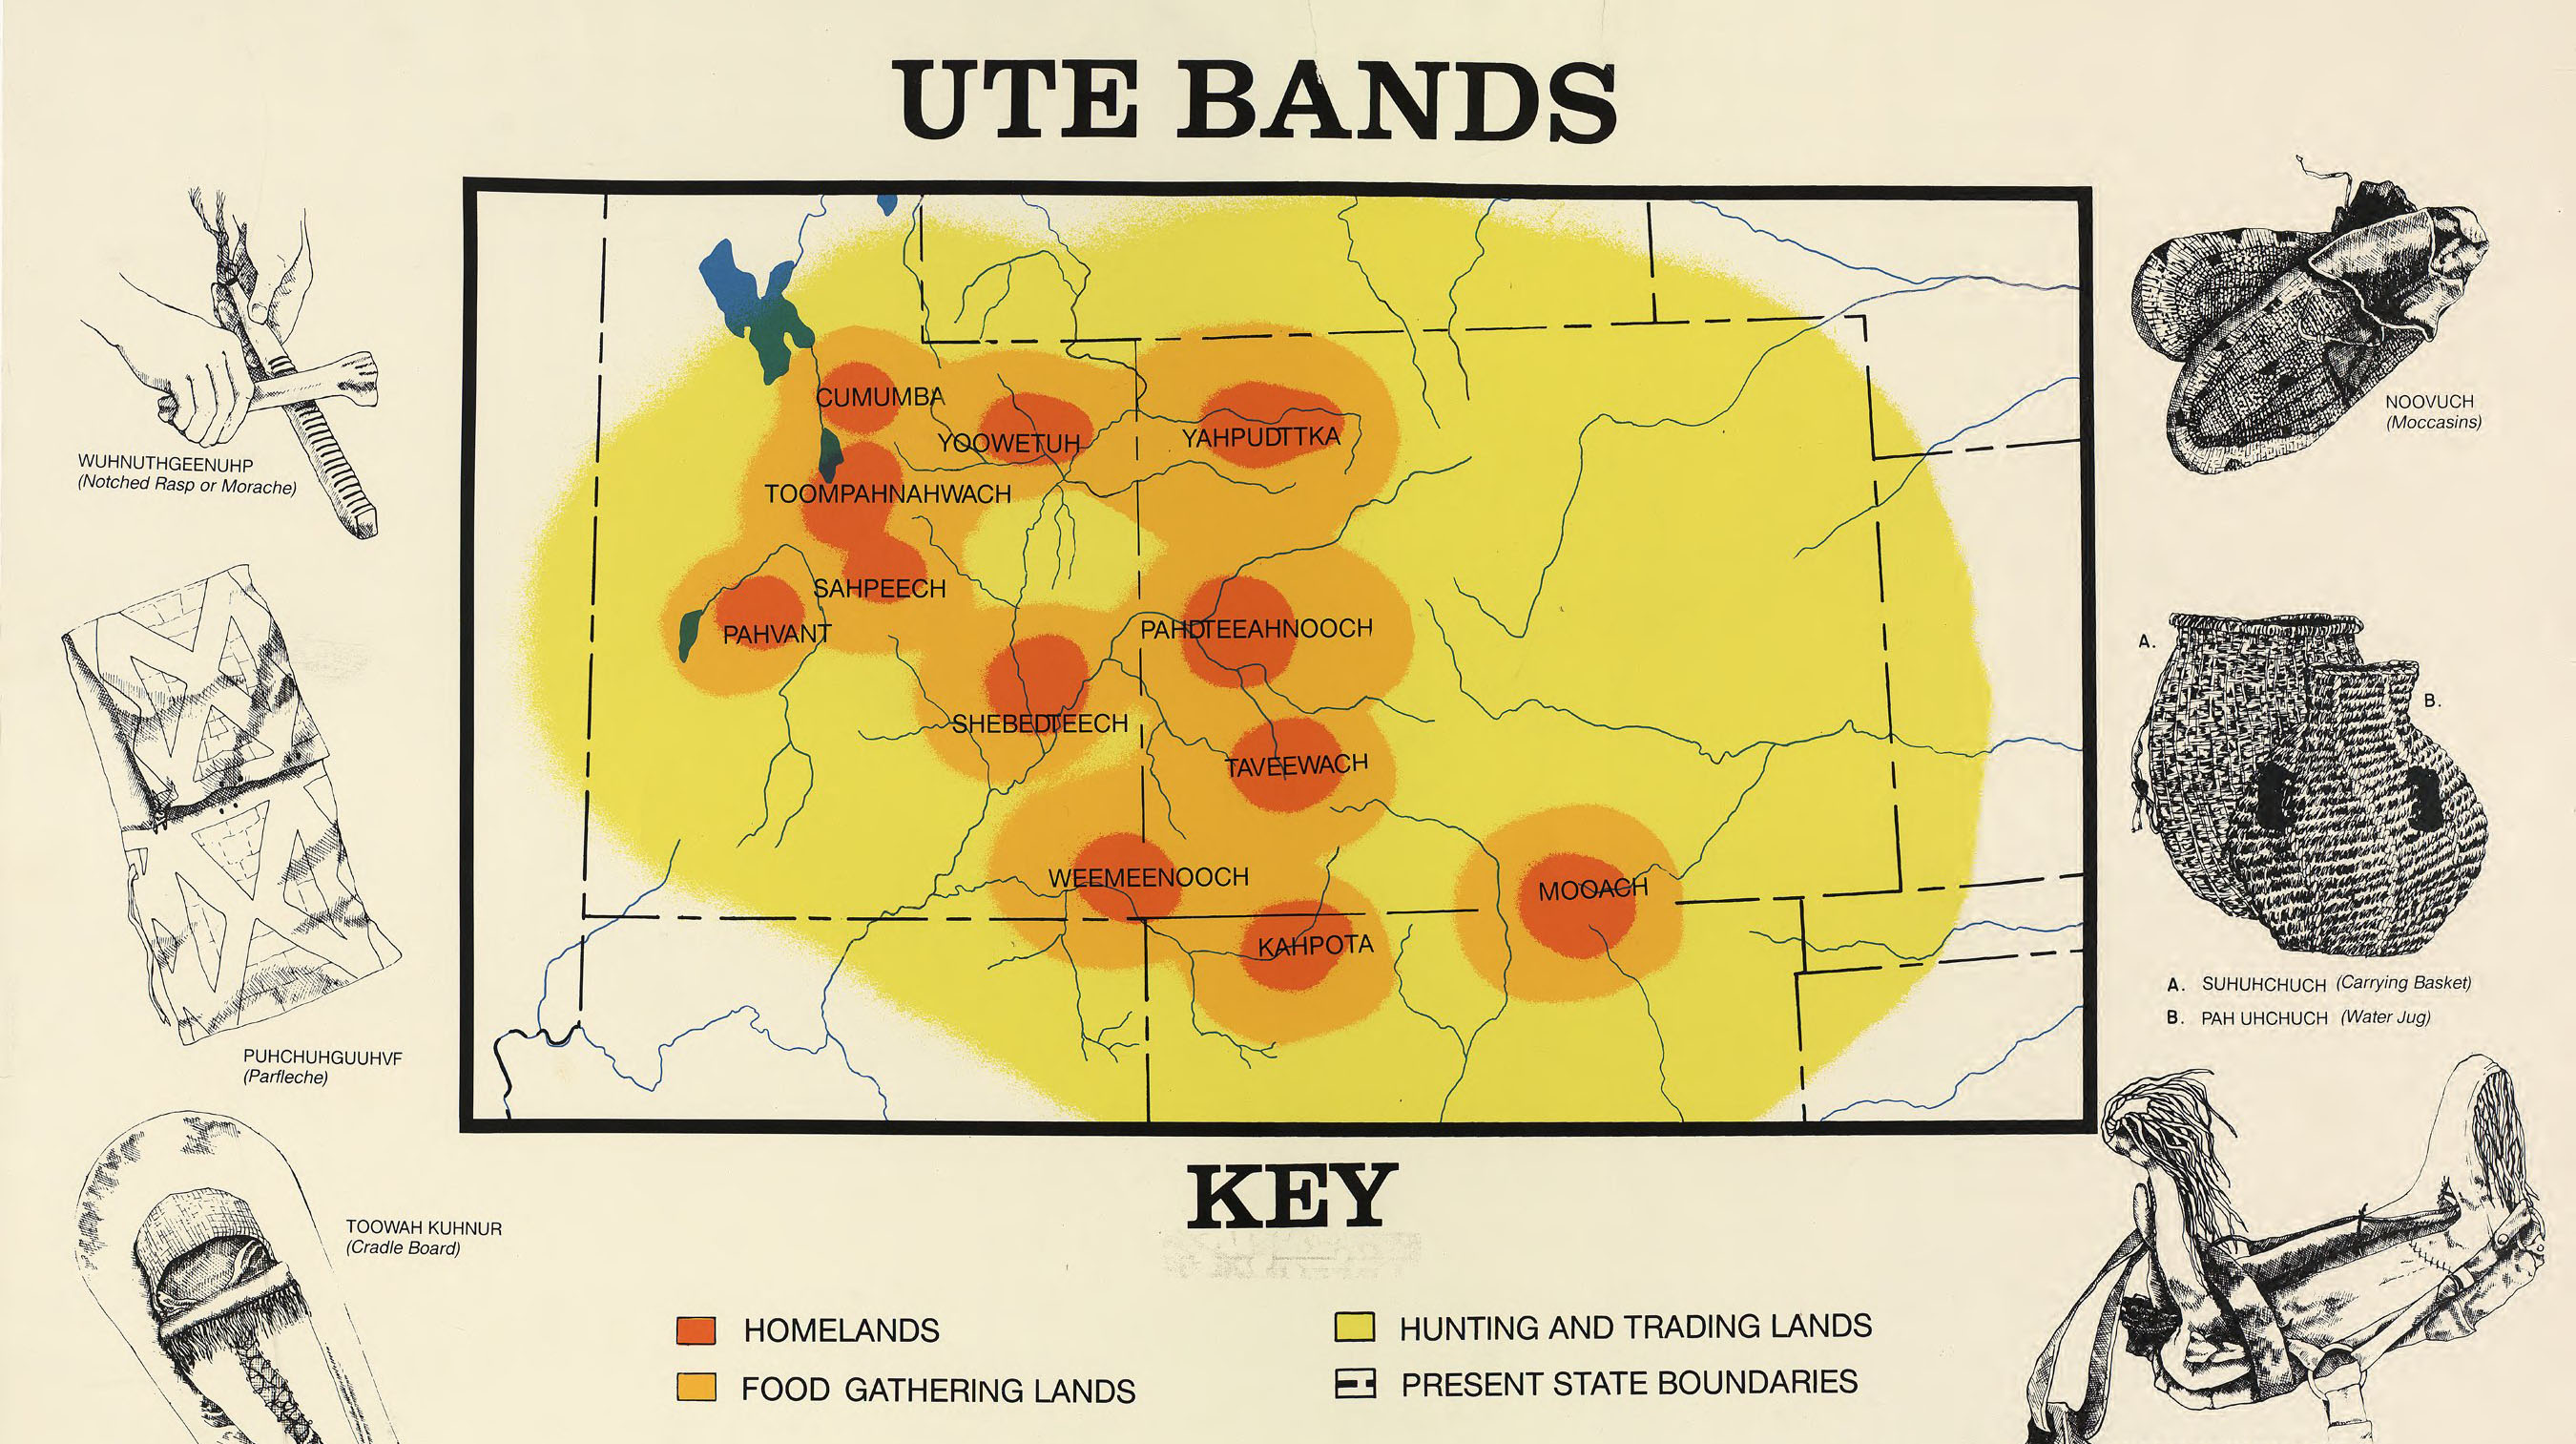 UTE BANDS
WUHNUTHGEENUHP
(Notched Rasp or Morache)
PUHCHUHGUUHVF
(Parfleche)
TOOWAH KUHNUR
(Cradle Board)
CUMUMBA
YOOWETUH
YAHPUDTTKA
TOOMPAHNAHWACH
SAHPEECH
PAHVANT
PAHDTEEAHNOOCH
SHEBEDTEECH
TAVEEWACH
WEEMEENOOCH
MOOACH
KAHPOTA
NOOVUCH
(Moccasins)
A.
B.
A. SUHUHCHUCH (Carrying Basket)
B. PAH UHCHUCH (Water Jug)
KEY
HOMELANDS
FOOD GATHERING LANDS
HUNTING AND TRADING LANDS
PRESENT STATE BOUNDARIES